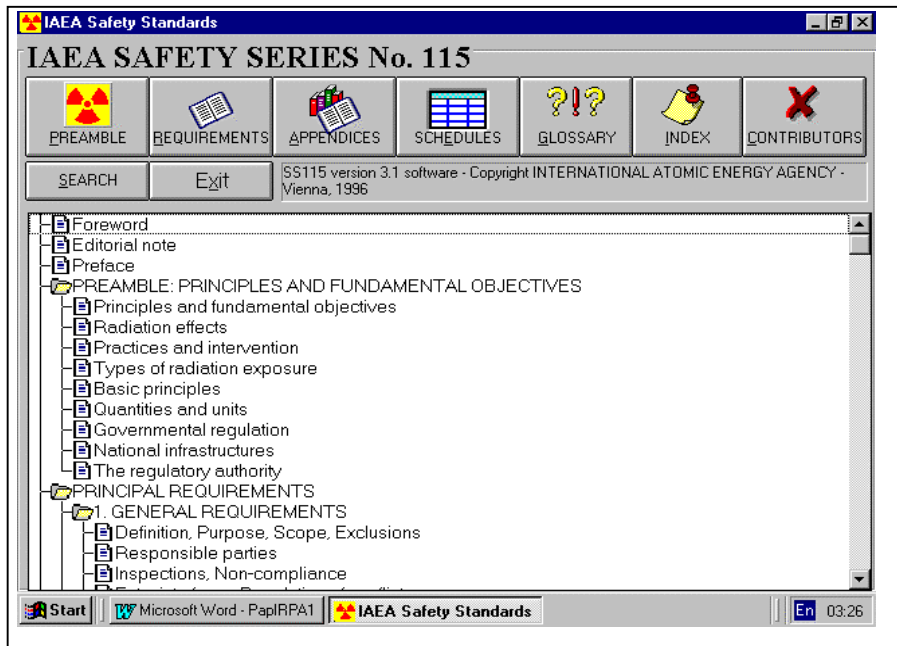 IAEA Safety Standards
IAEA SAFETY SERIES No. 115
PREAMBLE
REQUIREMENTS
APPENDICES
SCHEDULES
GLOSSARY
INDEX
CONTRIBUTORS
SEARCH
Exit
SS115 version 3.1 software - Copyright INTERNATIONAL ATOMIC ENERGY AGENCY -
Vienna, 1996
Foreword
Editorial note
Preface
PREAMBLE: PRINCIPLES AND FUNDAMENTAL OBJECTIVES
Principles and fundamental objectives
Radiation effects
Practices and intervention
Types of radiation exposure
Basic principles
Quantities and units
Governmental regulation
National infrastructures
The regulatory authority
PRINCIPAL REQUIREMENTS
1. GENERAL REQUIREMENTS
Definition, Purpose, Scope, Exclusions
Responsible parties
Inspections, Non-compliance
Start
Microsoft Word - PapIRPA1
IAEA Safety Standards
En
03:26